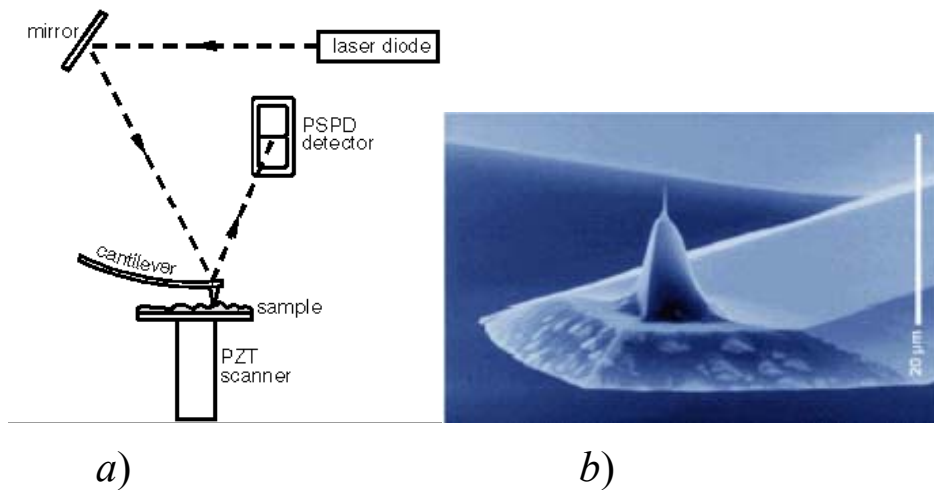 mirror
laser diode
PSPD
detector
cantilever
sample
PZT
scanner
20 µm
a)
b)